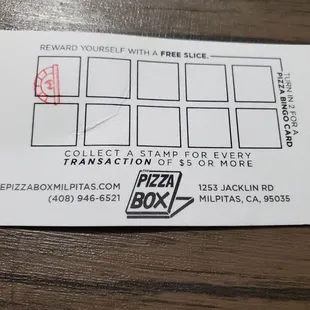 REWARD YOURSELF WITH A FREE SLICE.
TURN IN 2 FOR A
PIZZA BINGO CARD
COLLECT A STAMP FOR EVERY
TRANSACTION OF $5 OR MORE
EPIZZABOXMILPITAS.COM
(408) 946-6521
PIZZA
BOX
1253 JACKLIN RD
MILPITAS, CA, 95035